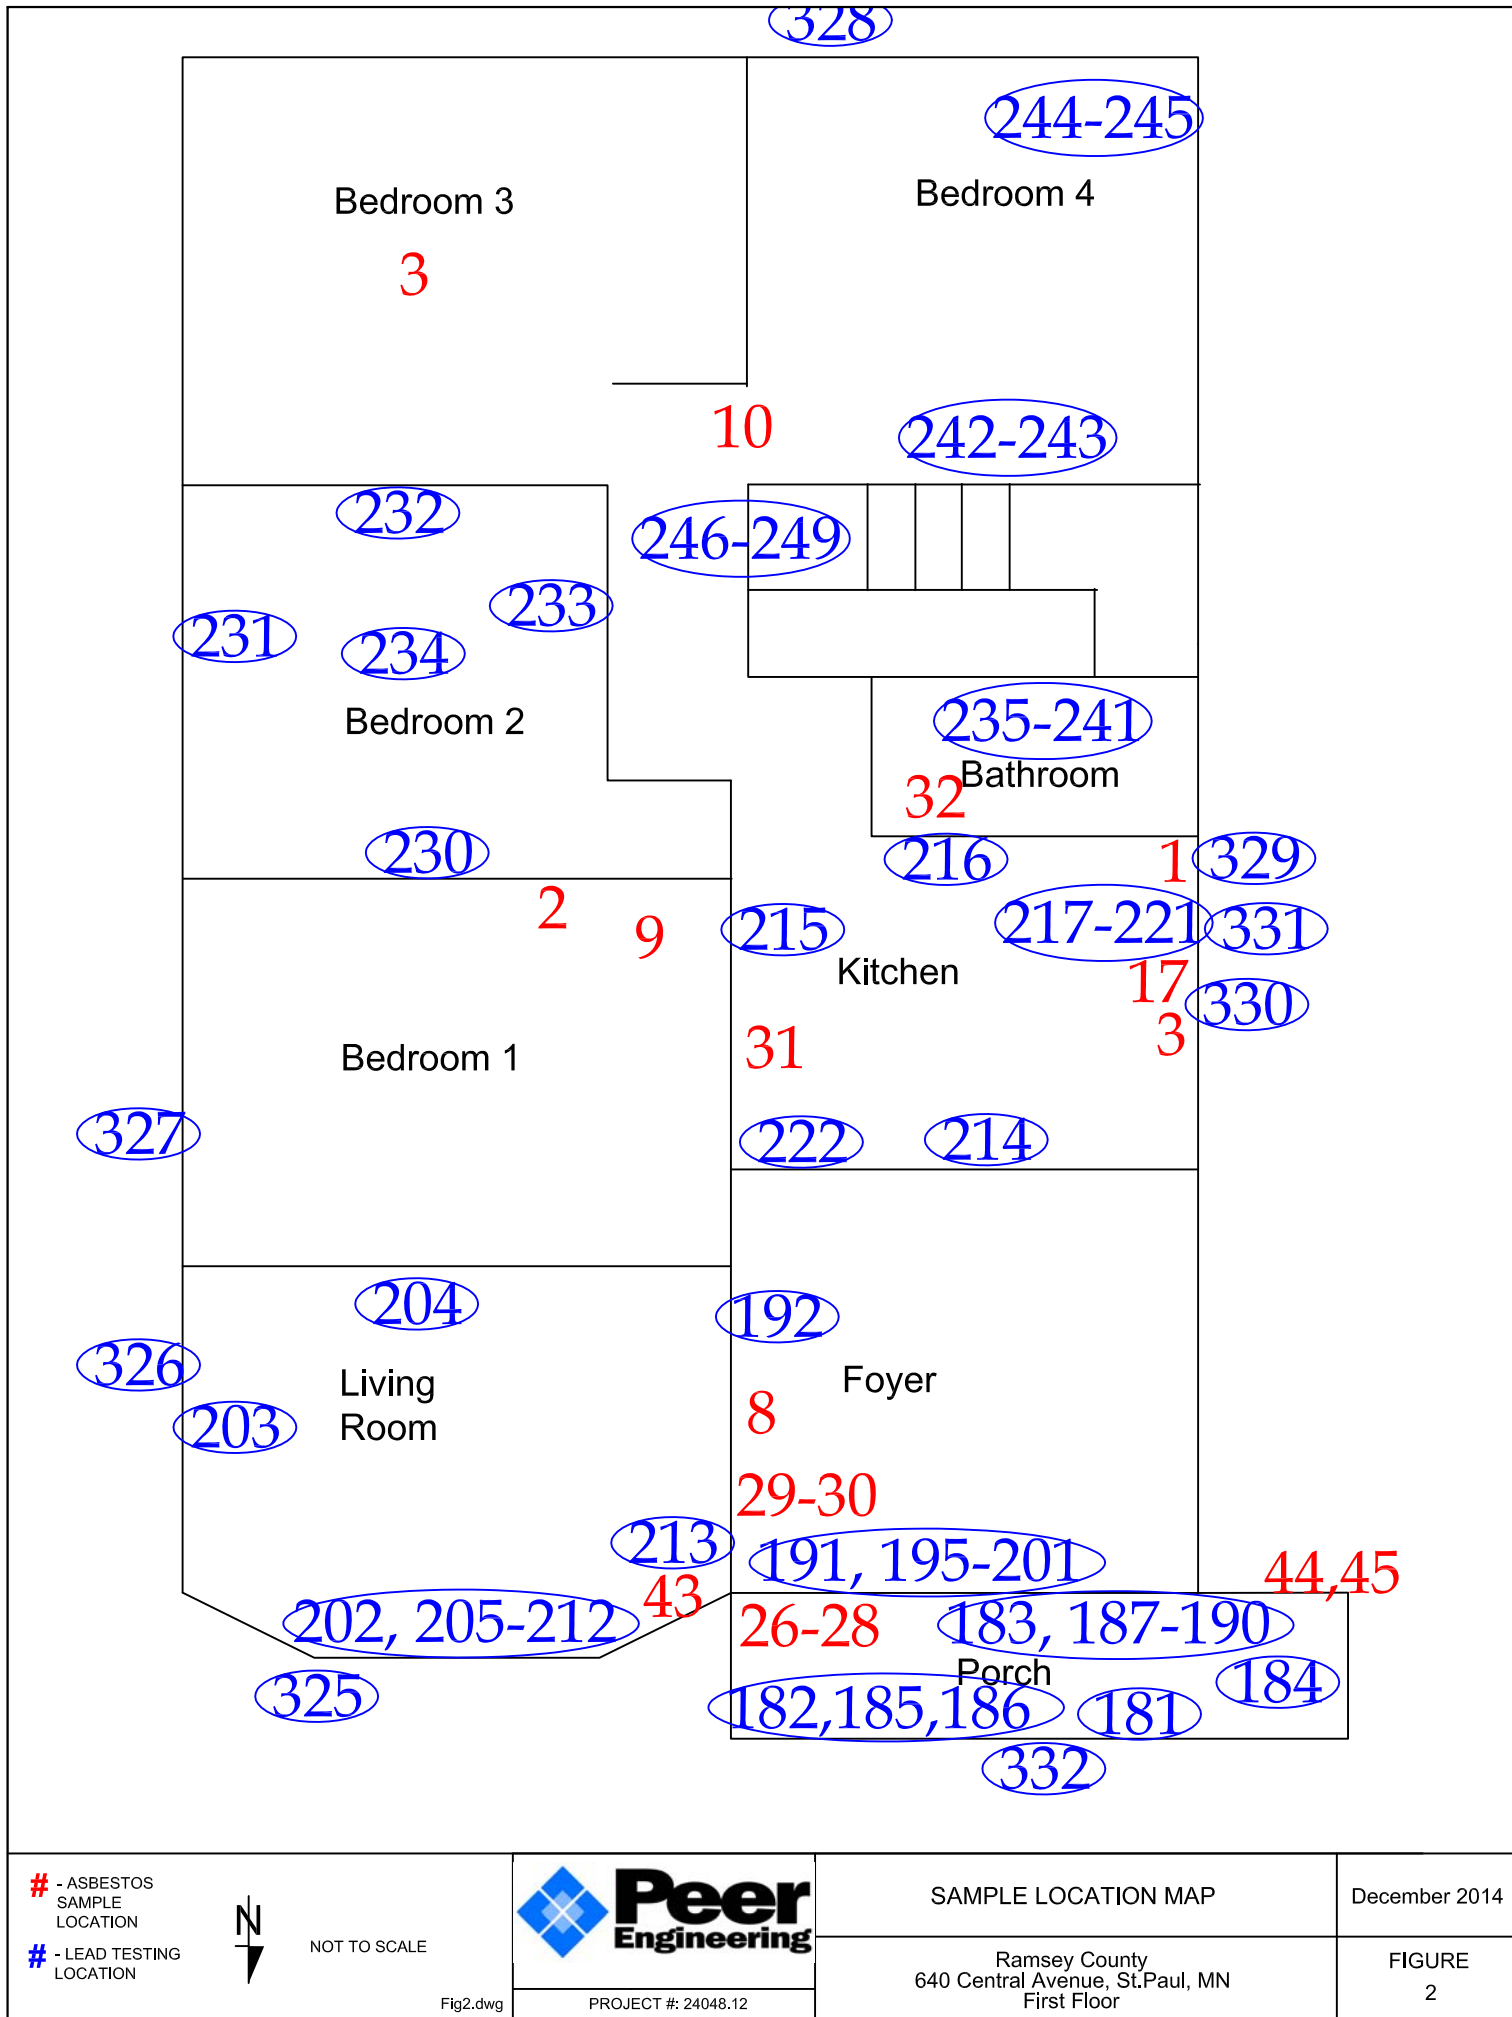 328
244-245
Bedroom 4
Bedroom 3
3
10
242-243
232
246-249
233
231
234
Bedroom 2
235-241
Bathroom
32
230
216
1
329
2
9
215
217-221
331
Kitchen
17
330
3
31
Bedroom 1
327
222
214
204
192
326
Living
Room
Foyer
203
8
29-30
213
191, 195-201
43
44,45
202, 205-212
26-28
183, 187-190
Porch
184
325
182,185,186
181
332
# - ASBESTOS
SAMPLE
LOCATION
# - LEAD TESTING
LOCATION
N
NOT TO SCALE
Fig2.dwg
Peer
Engineering
PROJECT #: 24048.12
SAMPLE LOCATION MAP
Ramsey County
640 Central Avenue, St.Paul, MN
First Floor
December 2014
FIGURE
2